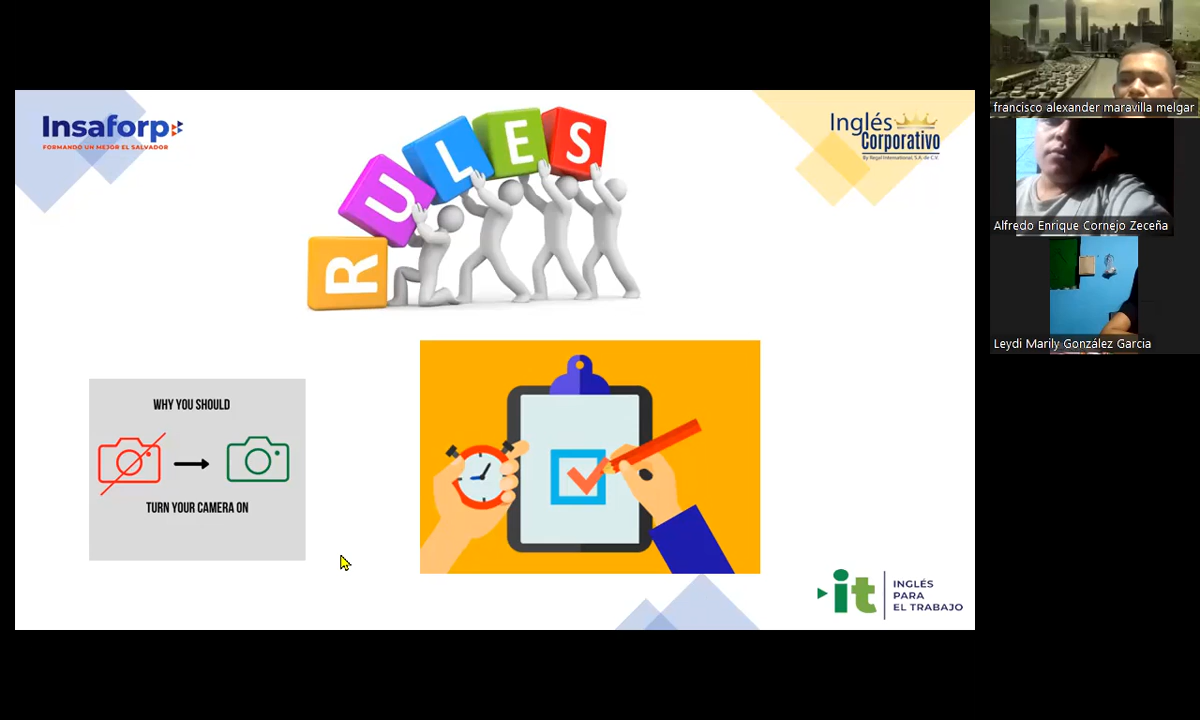 Insaforp
FORMANDO UN MEJOR EL SALVADOR
RULES
Inglés
Corporativo
By Regal International, S.A. de C.V.
WHY YOU SHOULD
TURN YOUR CAMERA ON
it
INGLÉS
PARA
EL TRABAJO
francisco alexander maravilla melgar
Alfredo Enrique Cornejo Zeceña
Leydi Marily González Garcia